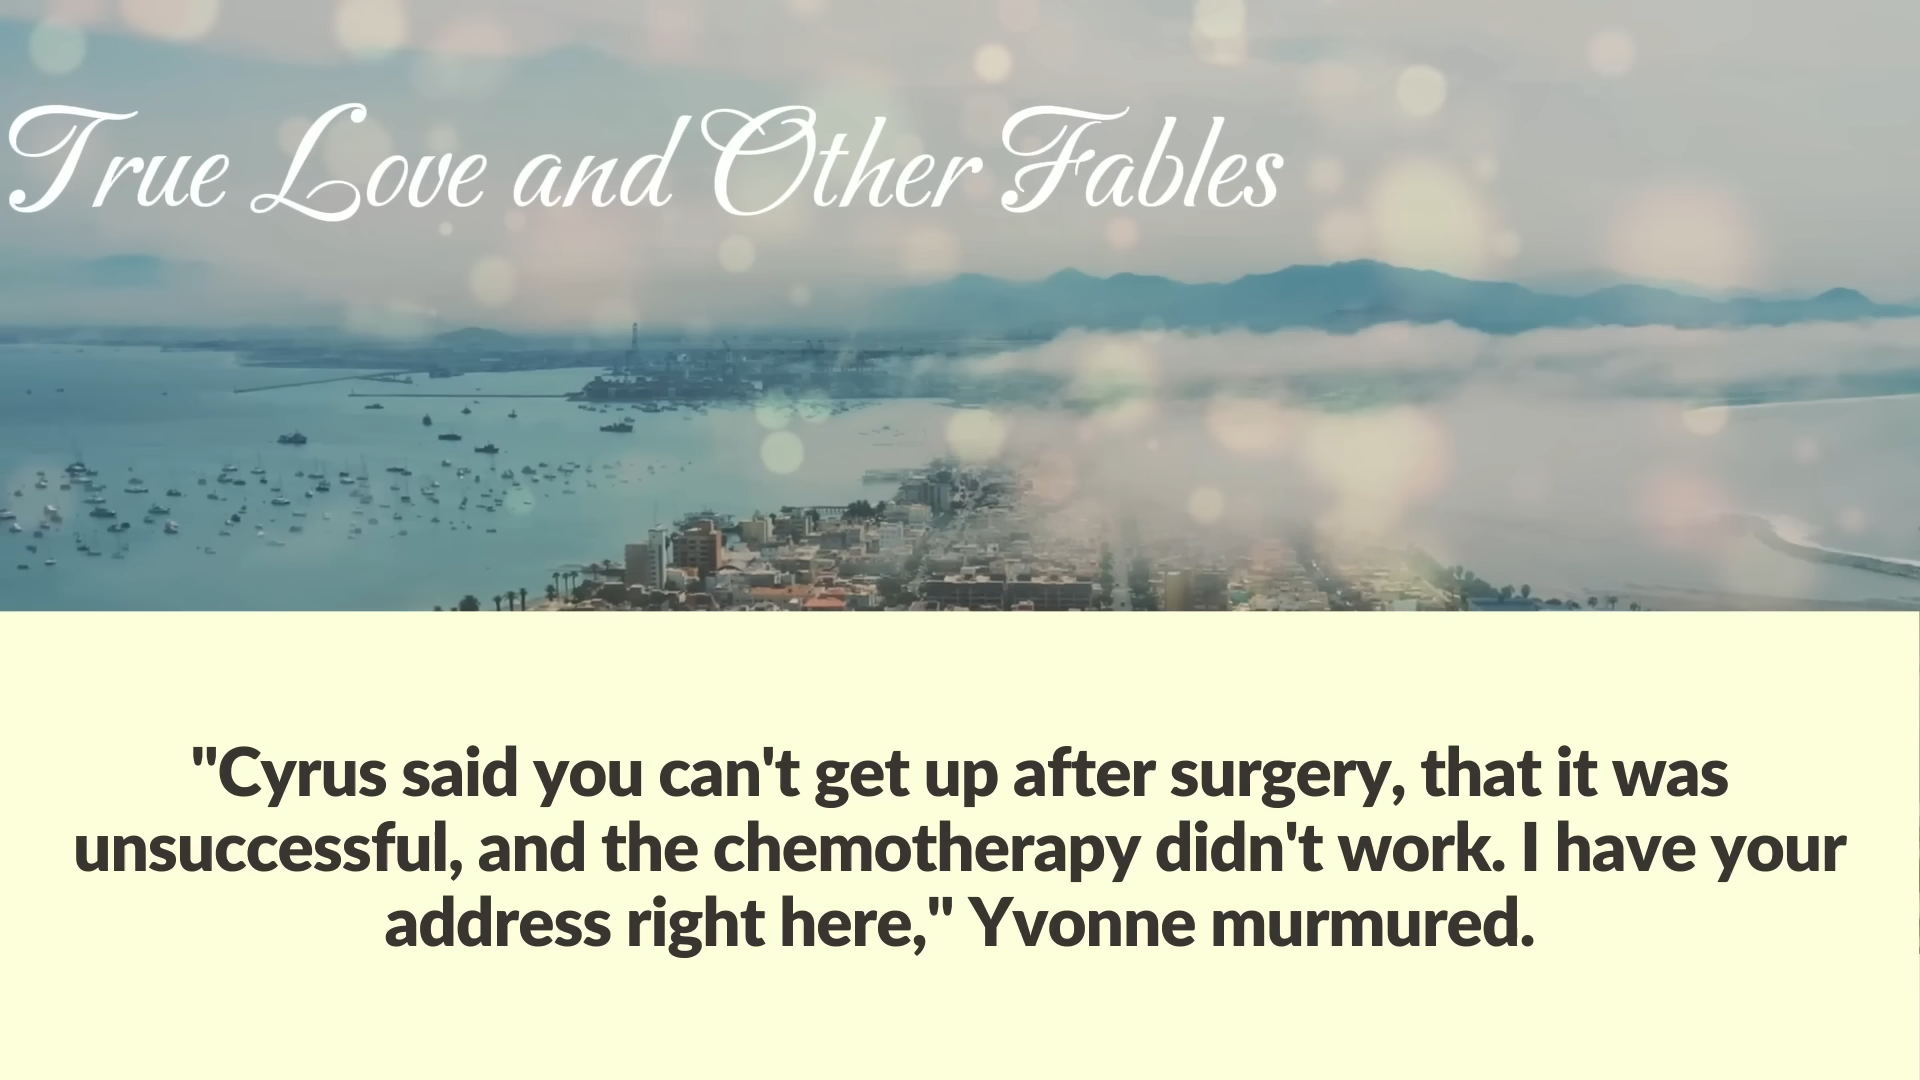 True Love and Other Fables
"Cyrus said you can't get up after surgery, that it was
unsuccessful, and the chemotherapy didn't work. I have your
address right here," Yvonne murmured.